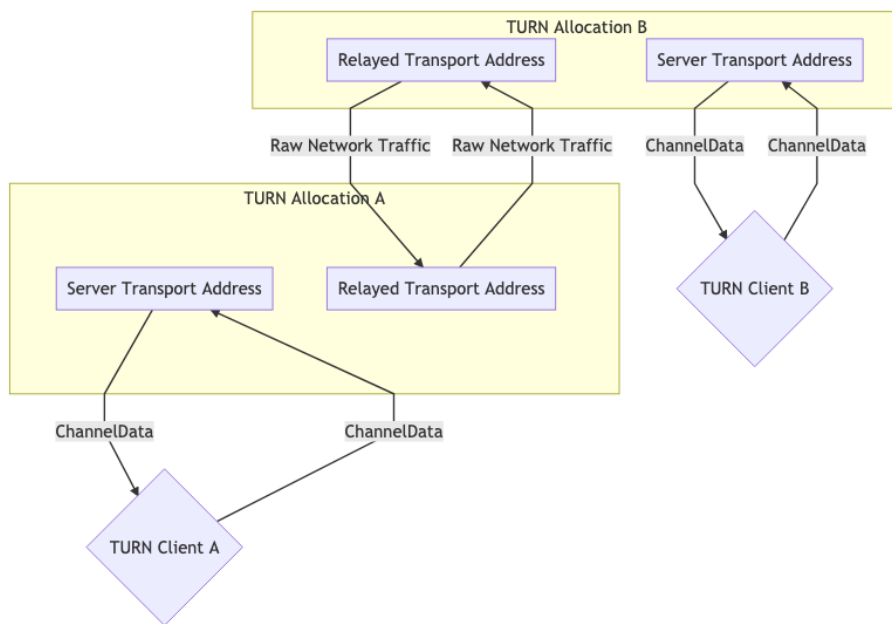 TURN Allocation B
Relayed Transport Address
Server Transport Address
Raw Network Traffic
Raw Network Traffic
ChannelData
ChannelData
TURN Allocation A
Server Transport Address
Relayed Transport Address
TURN Client B
ChannelData
ChannelData
TURN Client A